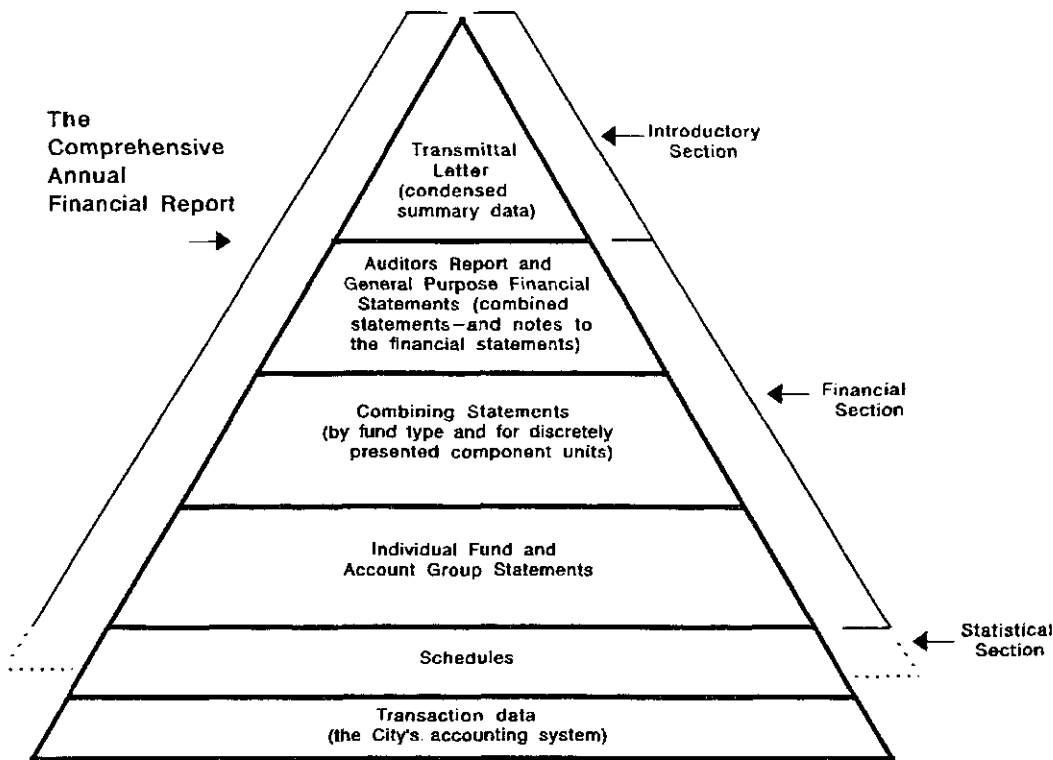 The
Comprehensive
Annual
Financial Report
Introductory
Section
Transmittal
Letter
(condensed
summary data)
Auditors Report and
General Purpose Financial
Statements (combined
statements—and notes to
the financial statements)
Financial
Section
Combining Statements
(by fund type and for discretely
presented component units)
Individual Fund and
Account Group Statements
Statistical
Section
Schedules
Transaction data
(the City's. accounting system)